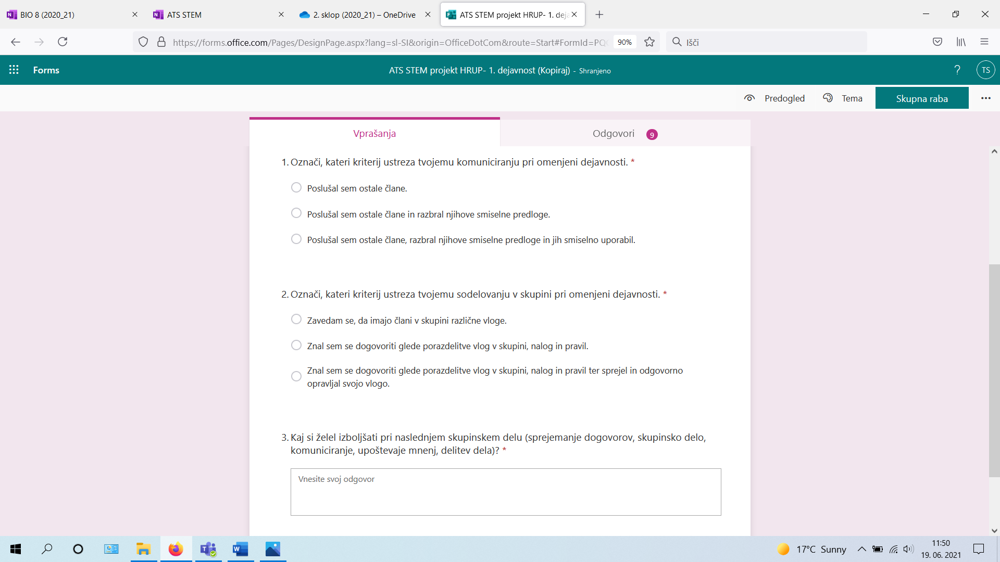 BIO 8 (2020_21)
ATS STEM
2. sklop (2020_21) – OneDrive
ATS STEM projekt HRUP- 1. deja
https://forms.office.com/Pages/DesignPage.aspx?lang=sl-SI&origin=OfficeDotCom&route=Start#FormId=PQ
90%
Išči
Forms
ATS STEM projekt HRUP- 1. dejavnost (Kopiraj) - Shranjeno
?
TS
Predogled
Tema
Skupna raba
Vprašanja
Odgovori 9
1. Označi, kateri kriterij ustreza tvojemu komuniciranju pri omenjeni dejavnosti. *
Poslušal sem ostale člane.
Poslušal sem ostale člane in razbral njihove smiselne predloge.
Poslušal sem ostale člane, razbral njihove smiselne predloge in jih smiselno uporabil.
2. Označi, kateri kriterij ustreza tvojemu sodelovanju v skupini pri omenjeni dejavnosti. *
Zavedam se, da imajo člani v skupini različne vloge.
Znal sem se dogovoriti glede porazdelitve vlog v skupini, nalog in pravil.
Znal sem se dogovoriti glede porazdelitve vlog v skupini, nalog in pravil ter sprejel in odgovorno
opravljal svojo vlogo.
3. Kaj si želel izboljšati pri naslednjem skupinskem delu (sprejemanje dogovorov, skupinsko delo,
komuniciranje, upoštevaje mnenj, delitev dela)? *
Vnesite svoj odgovor
17°C Sunny
11:50
19. 06. 2021